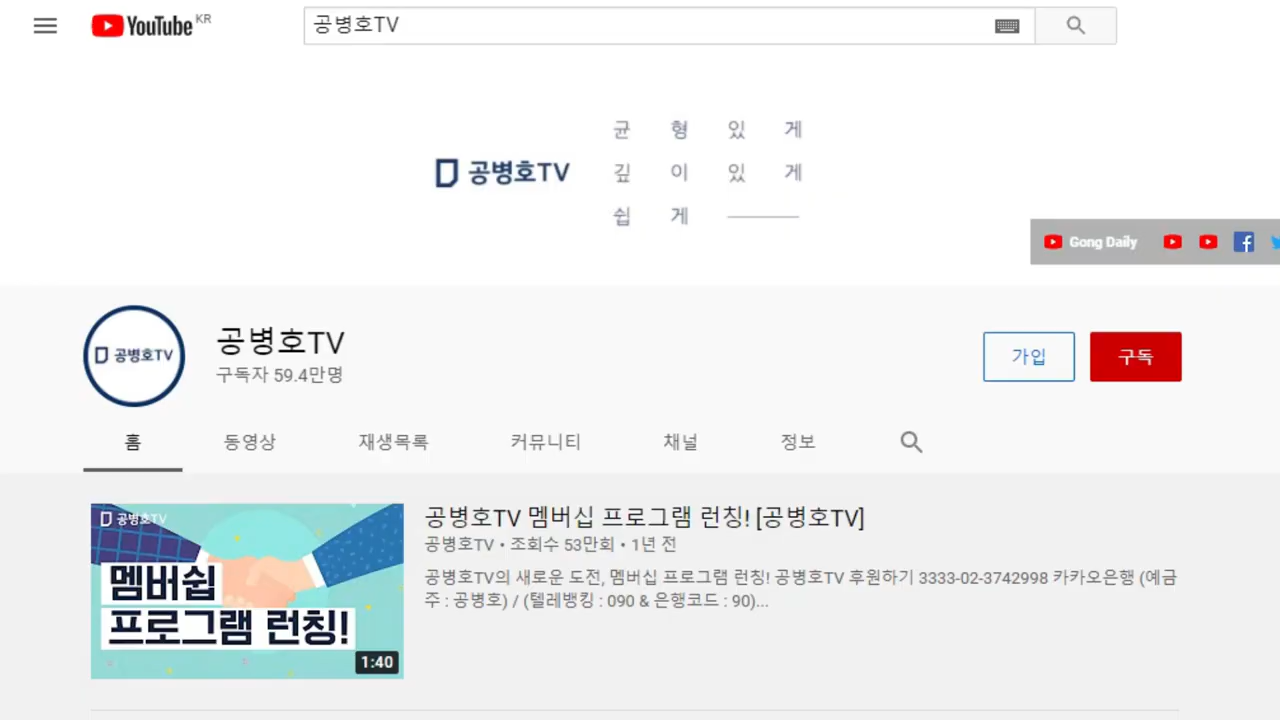 YouTube KR
공병호TV
균 형 있 게
공병호TV
깊 이 있 게
쉽 게
Gong Daily
공병호TV
공병호TV
구독자 59.4만명
가입
구독
홈
동영상
재생목록
커뮤니티
채널
정보
공병호TV
멤버쉽
프로그램 런칭!
1:40
공병호TV 멤버십 프로그램 런칭! [공병호TV]
공병호TV • 조회수 53만회 • 1년 전
공병호TV의 새로운 도전, 멤버십 프로그램 런칭! 공병호TV 후원하기 3333-02-3742998 카카오은행 (예금
주 : 공병호) / (텔레뱅킹 : 090 & 은행코드 : 90)...